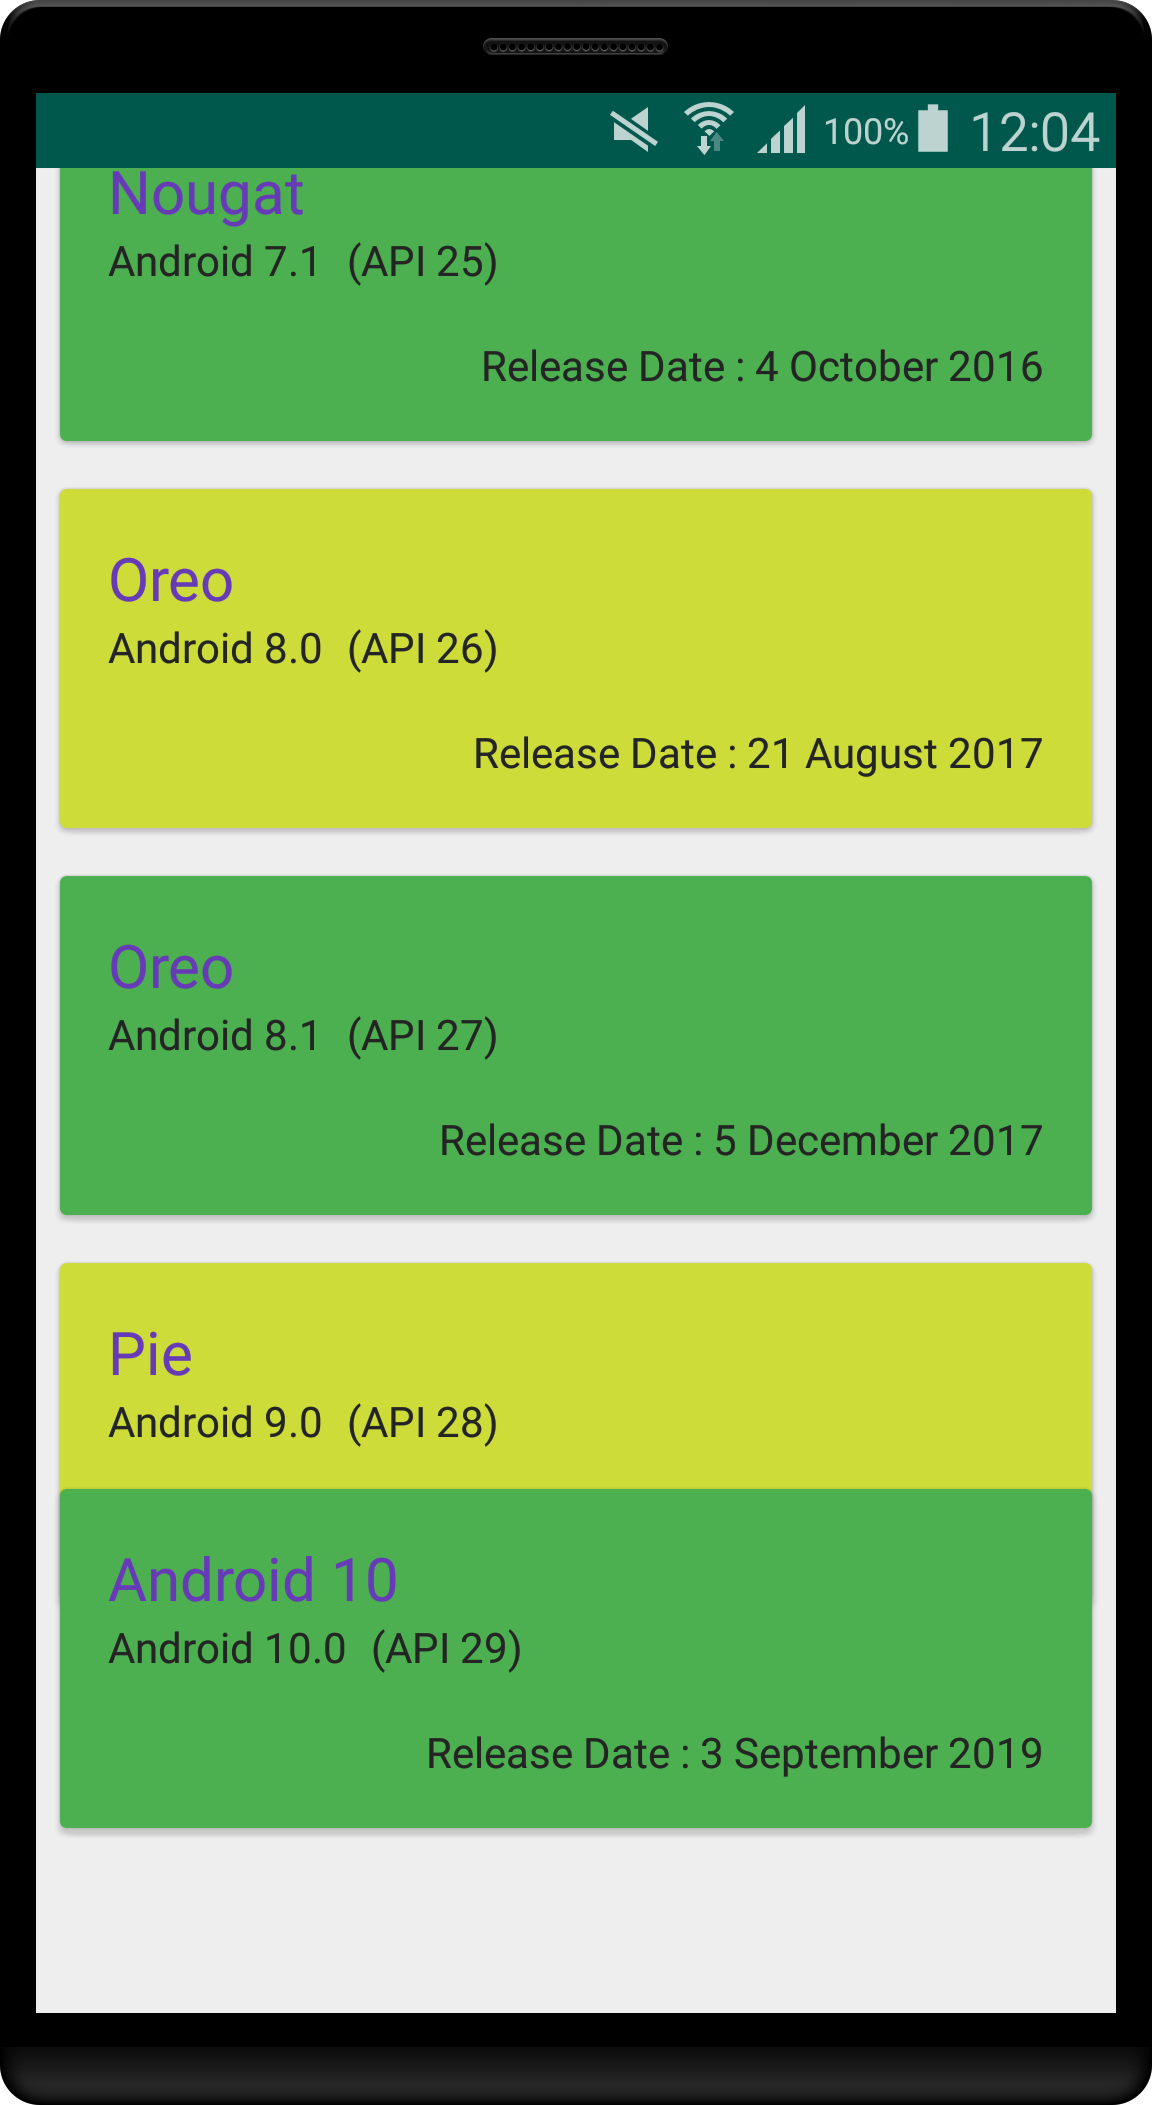 100% 12:04
Nougat
Android 7.1 (API 25)
Release Date : 4 October 2016
Oreo
Android 8.0 (API 26)
Release Date : 21 August 2017
Oreo
Android 8.1 (API 27)
Release Date : 5 December 2017
Pie
Android 9.0 (API 28)
Android 10
Android 10.0 (API 29)
Release Date : 3 September 2019